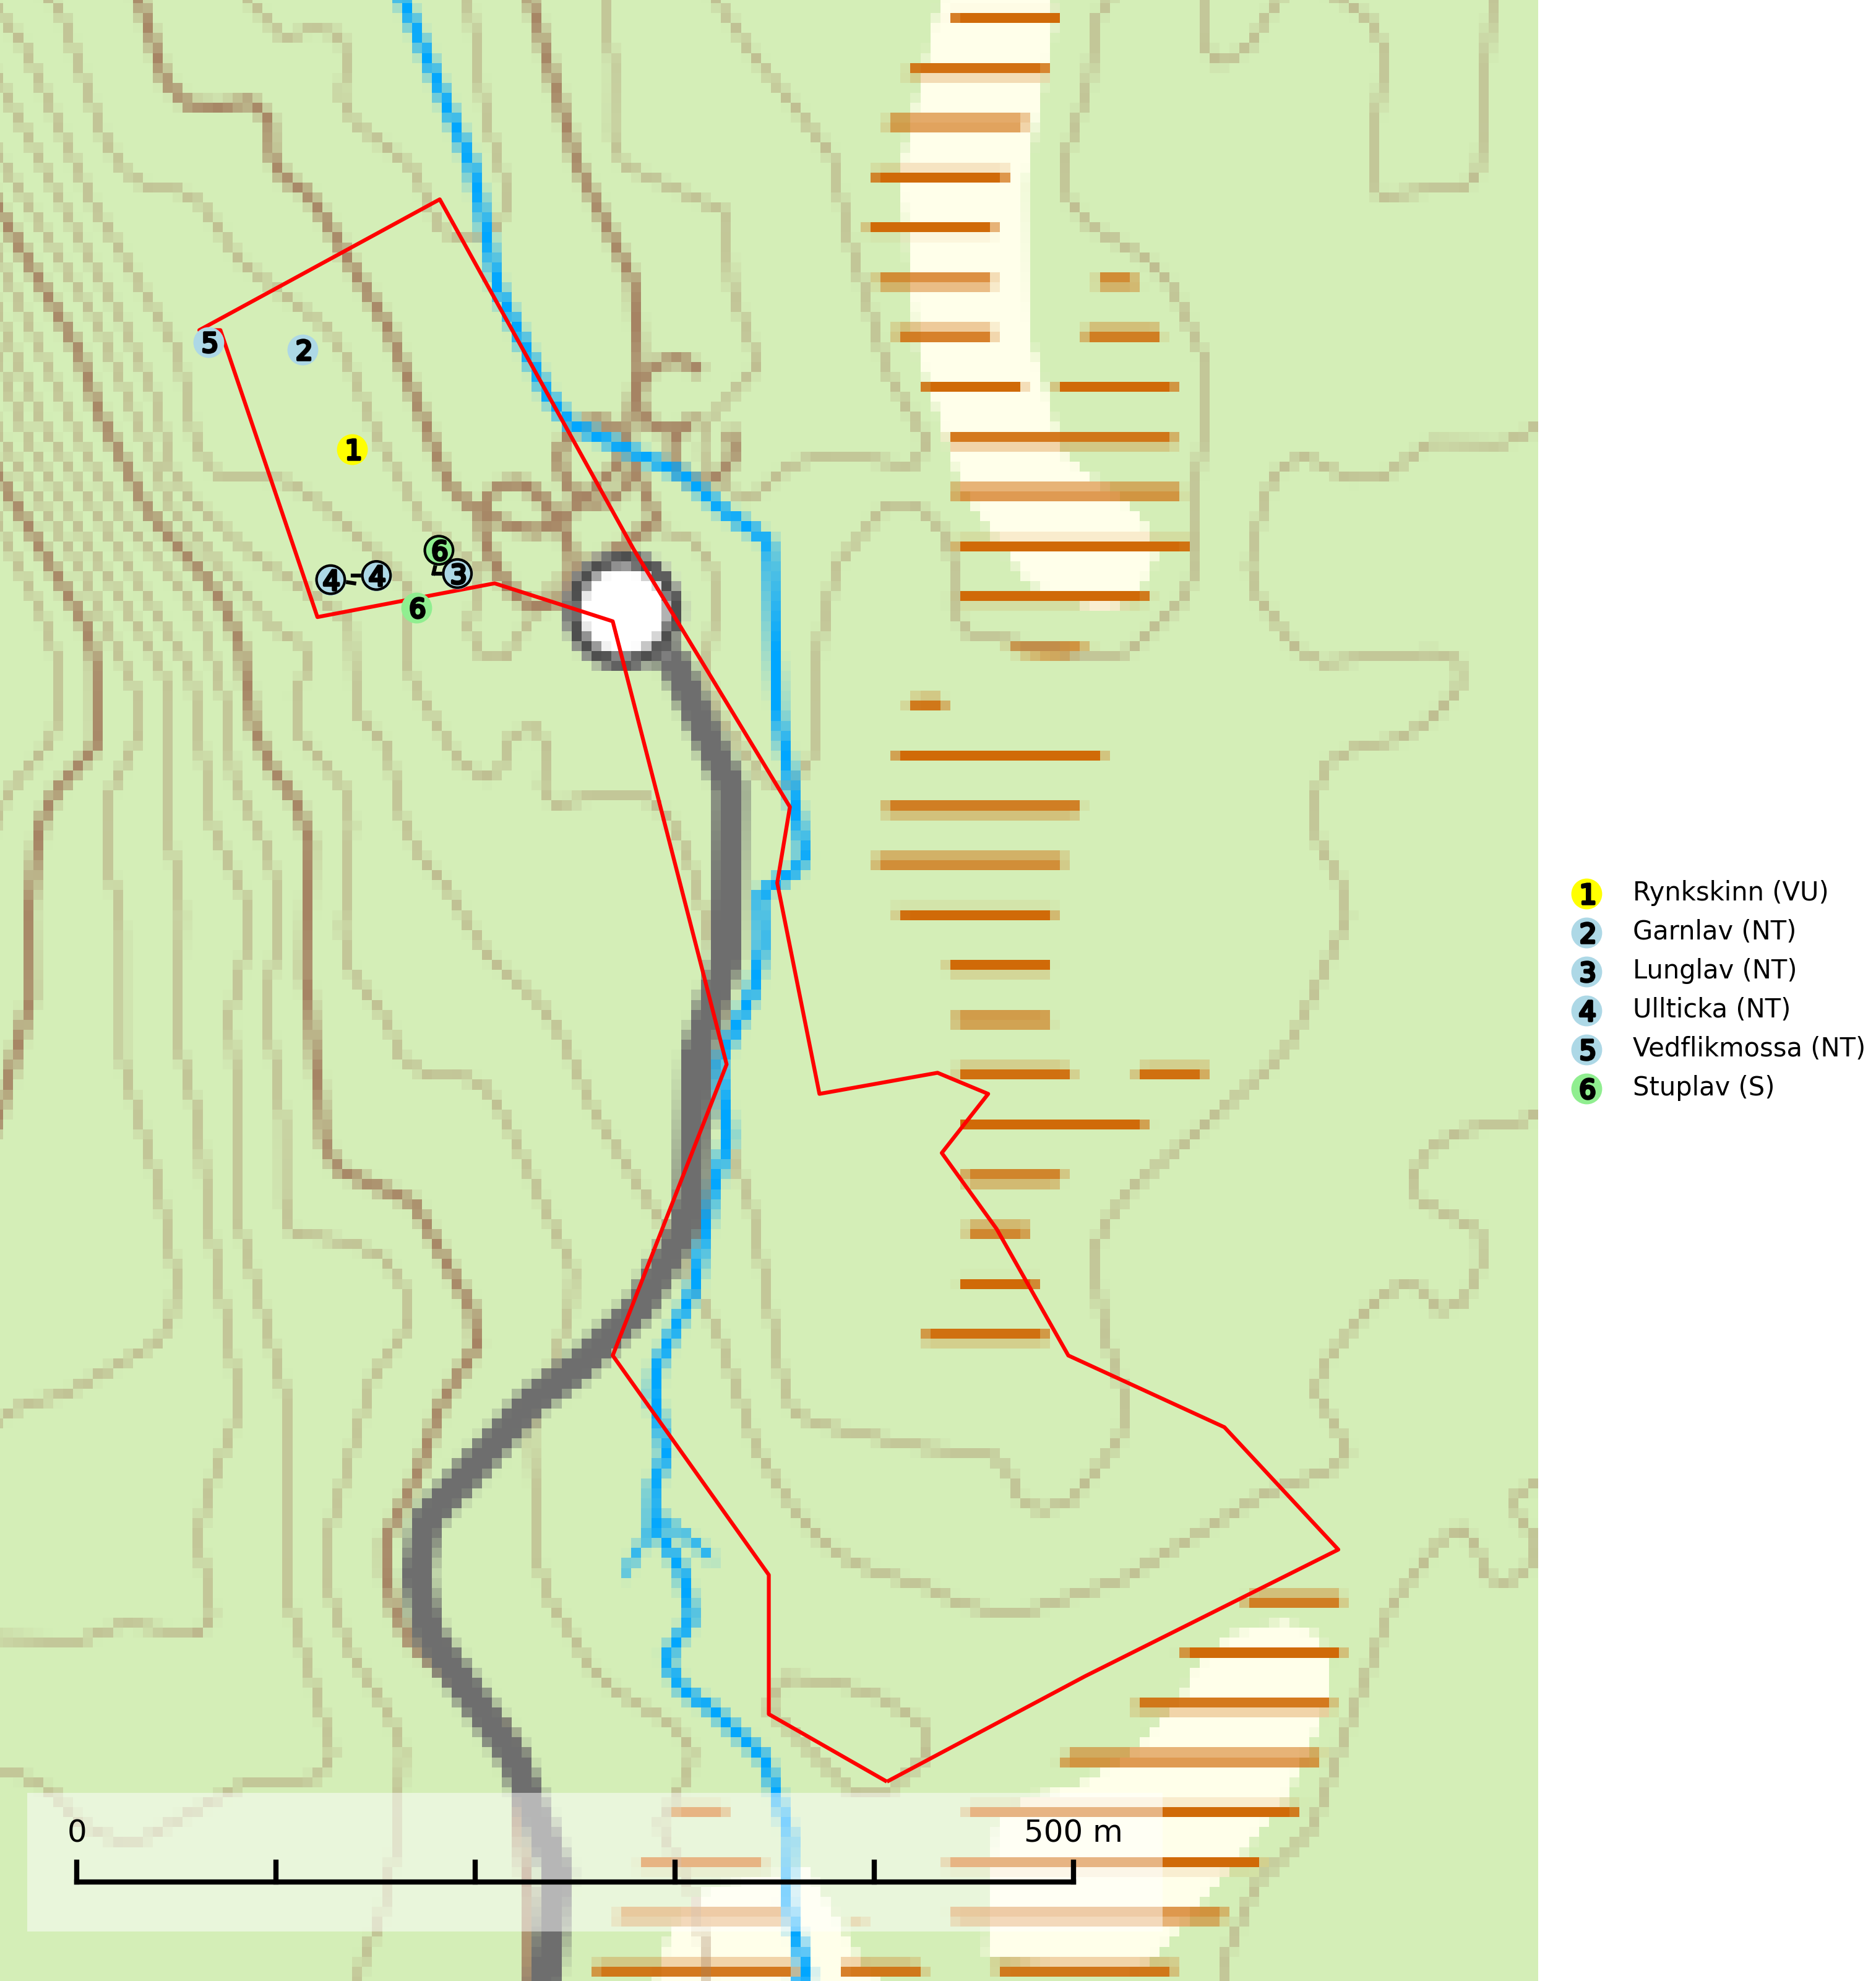 5
2
1
6
4
4
3
6
1 Rynkskinn (VU)
2 Garnlav (NT)
3 Lunglav (NT)
4 Ullticka (NT)
5 Vedflikmossa (NT)
6 Stuplav (S)
0 500 m